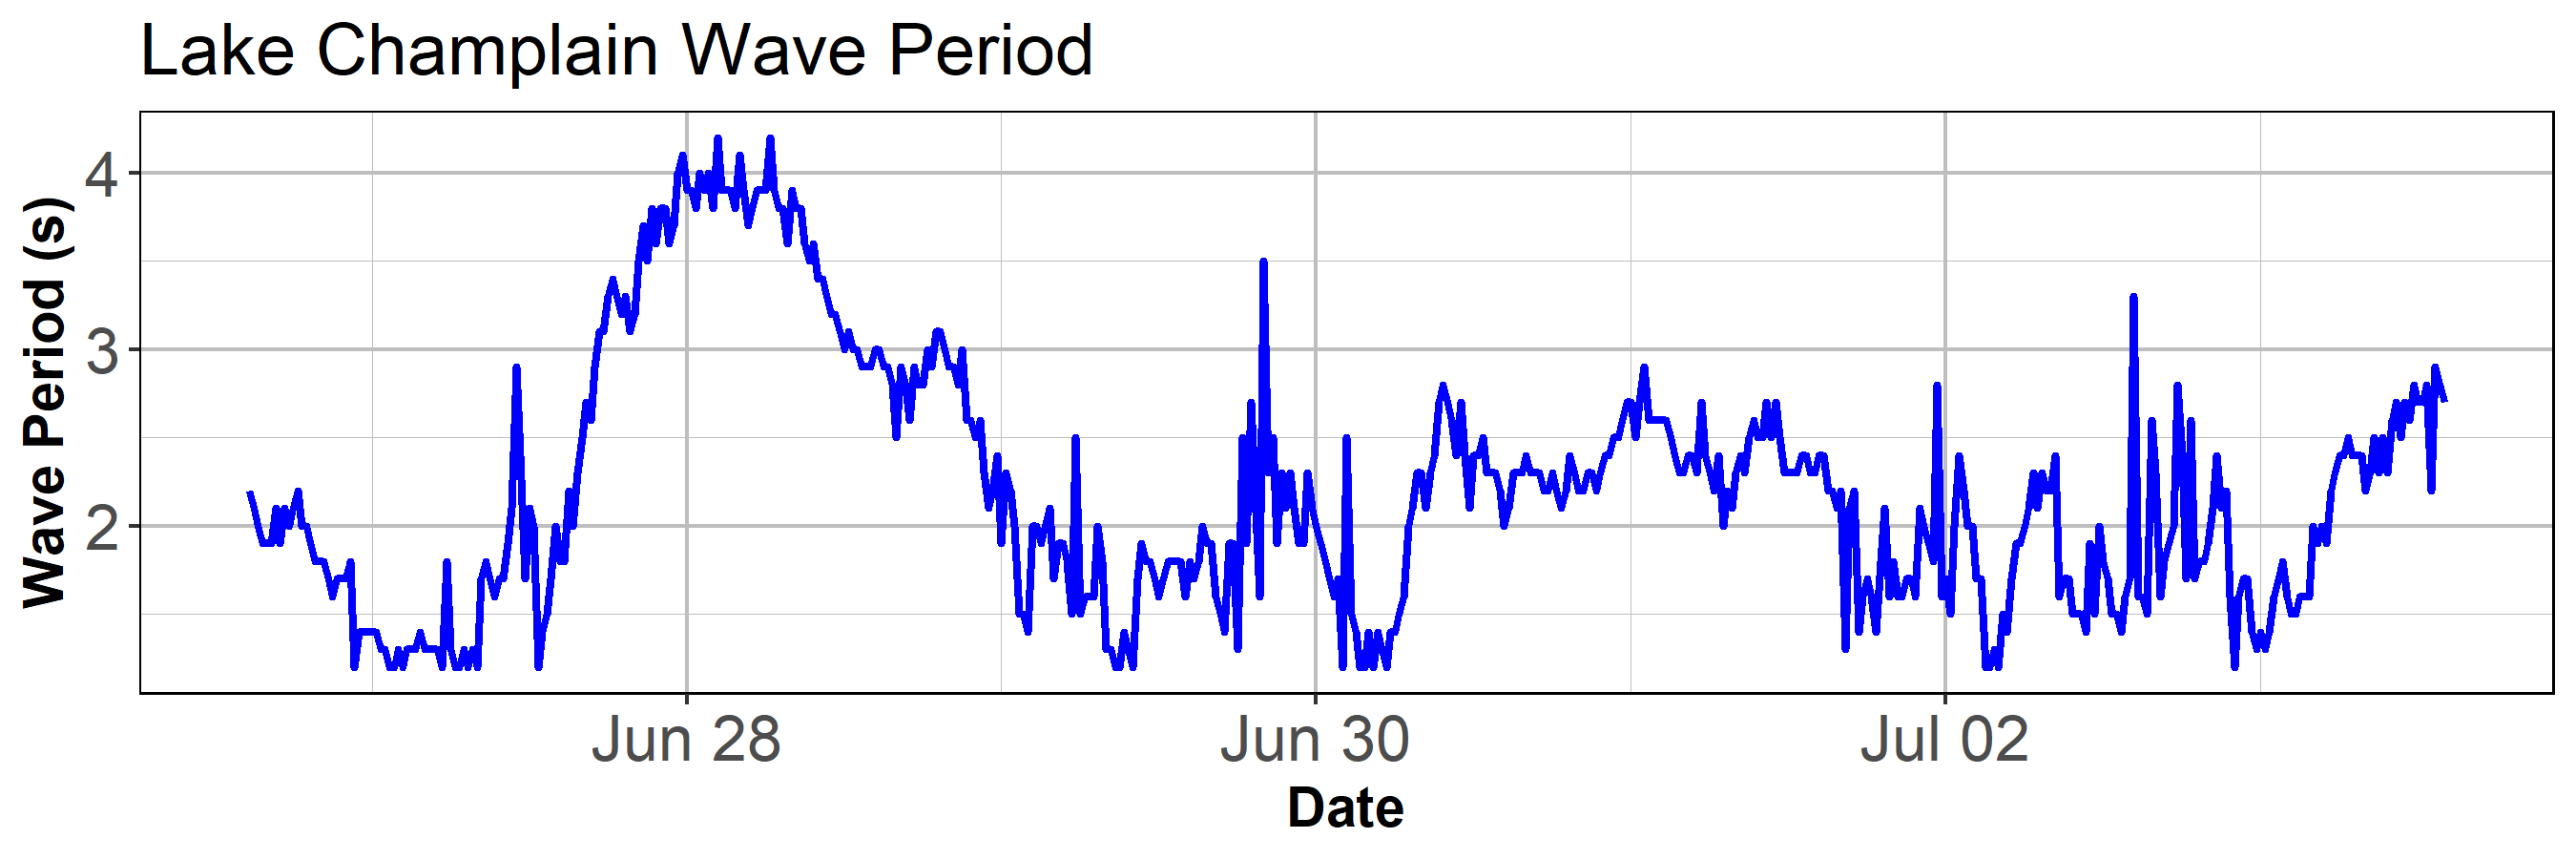 Lake Champlain Wave Period
Wave Period (s)
4
3
2
Jun 28
Jun 30
Jul 02
Date